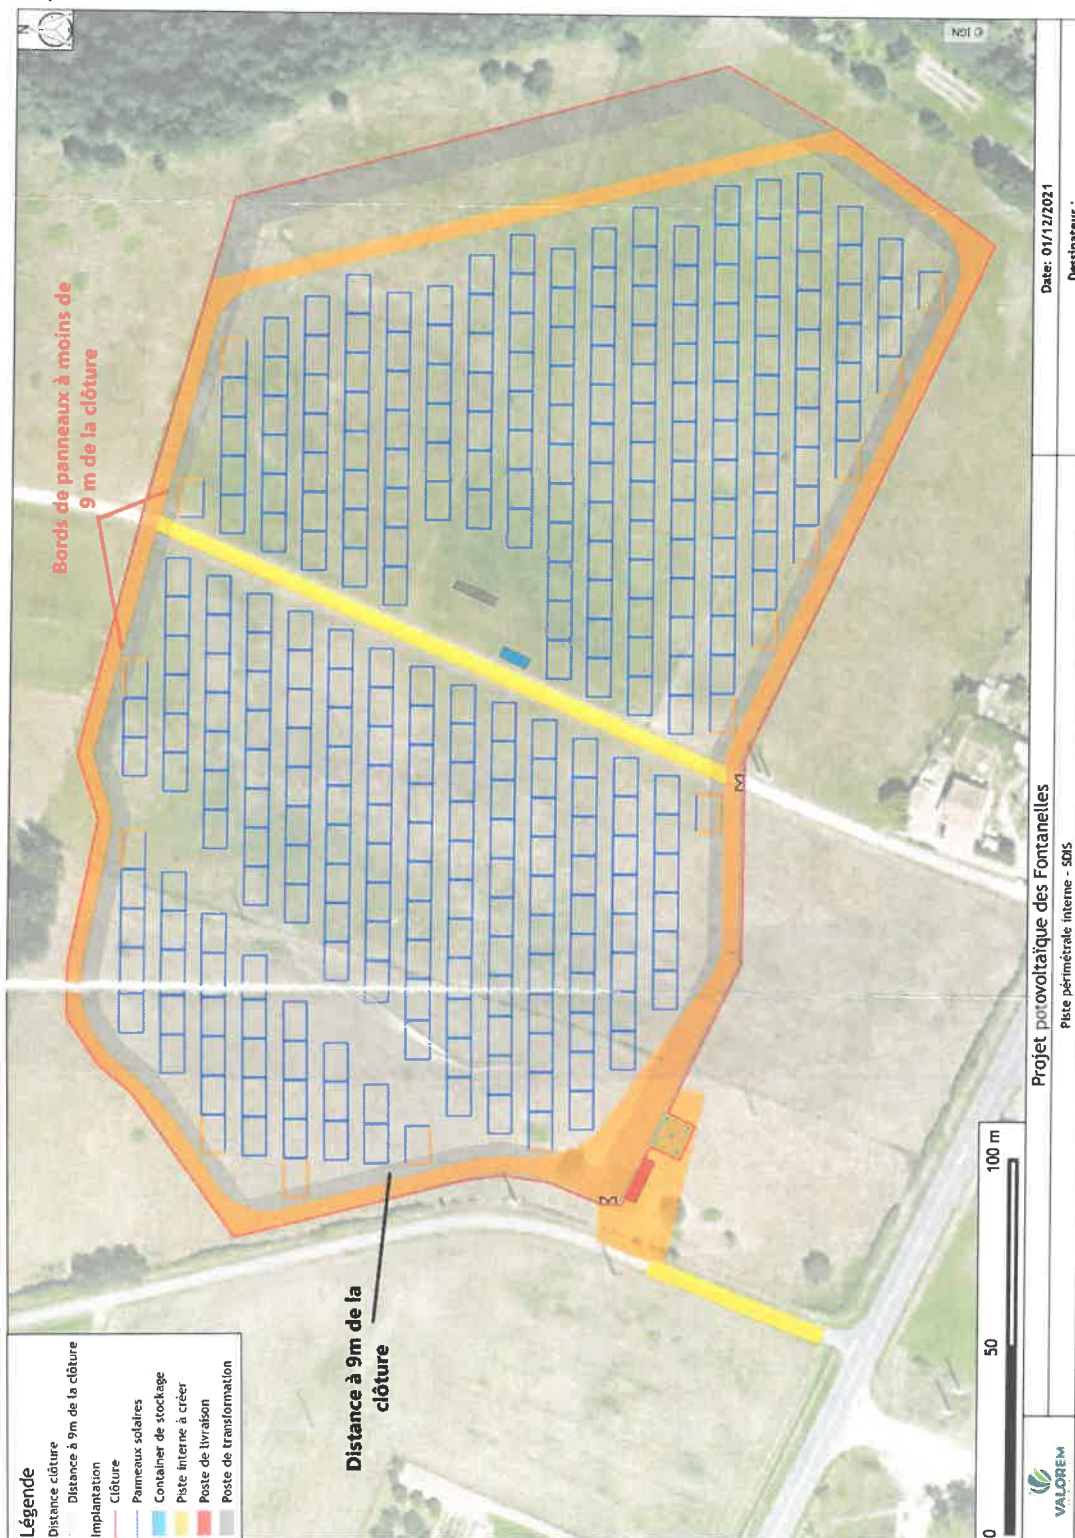 N
© IGN
Bords de panneaux à moins de
9 m de la clôture
Distance à 9m de la
clôture
Légende
Distance clôture
Distance à 9m de la clôture
Implantation
Clôture
Panneaux solaires
Container de stockage
Piste interne à créer
Poste de livraison
Poste de transformation
0
50
100 m
VALOREM
Projet potovoltaïque des Fontanelles
Piste périmétrale interne - SDIS
Date: 01/12/2021
Dessinateur :